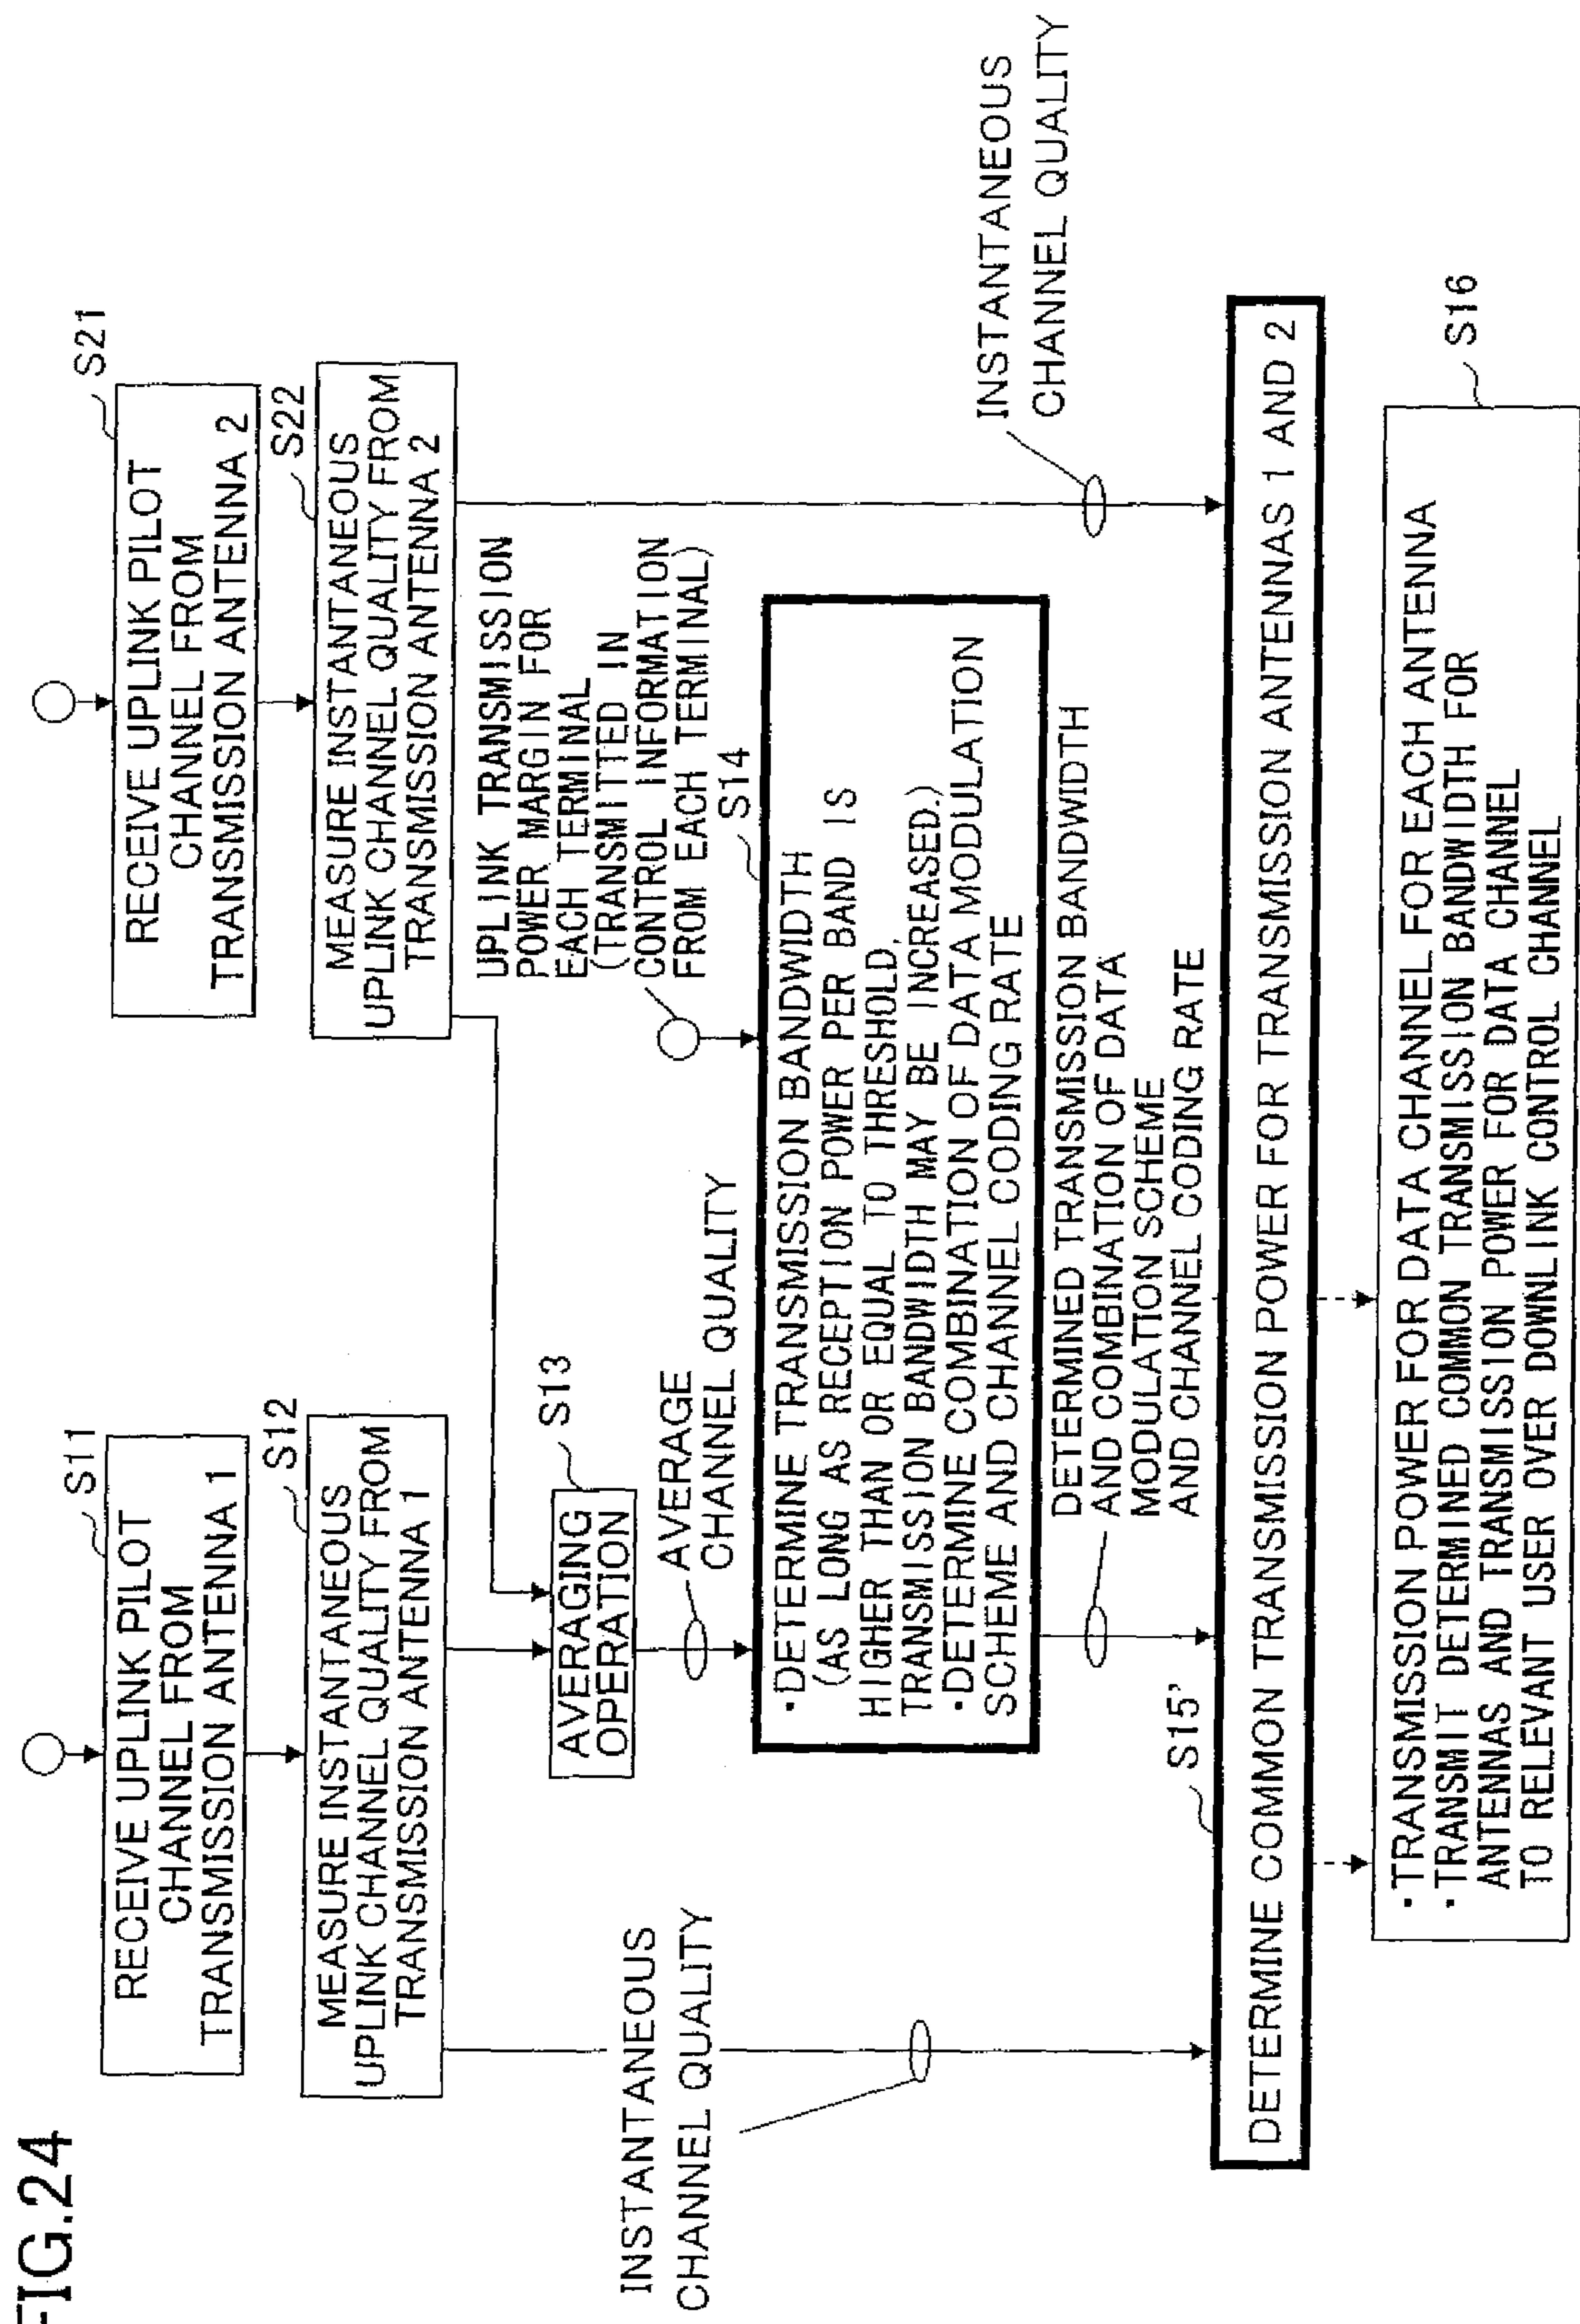 FIG.24
S11
RECEIVE UPLINK PILOT
CHANNEL FROM
TRANSMISSION ANTENNA 1
S21
RECEIVE UPLINK PILOT
CHANNEL FROM
TRANSMISSION ANTENNA 2
S12
MEASURE INSTANTANEOUS
UPLINK CHANNEL QUALITY FROM
TRANSMISSION ANTENNA 1
S22
MEASURE INSTANTANEOUS
UPLINK CHANNEL QUALITY FROM
TRANSMISSION ANTENNA 2
S13
AVERAGING
OPERATION
UPLINK TRANSMISSION
POWER MARGIN FOR
EACH TERMINAL
(TRANSMITTED IN
CONTROL INFORMATION
FROM EACH TERMINAL)
INSTANTANEOUS
CHANNEL QUALITY
AVERAGE
CHANNEL QUALITY
S14
・DETERMINE TRANSMISSION BANDWIDTH
(AS LONG AS RECEPTION POWER PER BAND IS
HIGHER THAN OR EQUAL TO THRESHOLD,
TRANSMISSION BANDWIDTH MAY BE INCREASED.)
・DETERMINE COMBINATION OF DATA MODULATION
SCHEME AND CHANNEL CODING RATE
INSTANTANEOUS
CHANNEL QUALITY
DETERMINED TRANSMISSION BANDWIDTH
AND COMBINATION OF DATA
MODULATION SCHEME
AND CHANNEL CODING RATE
S15'
DETERMINE COMMON TRANSMISSION POWER FOR TRANSMISSION ANTENNAS 1 AND 2
S16
・TRANSMISSION POWER FOR DATA CHANNEL FOR EACH ANTENNA
・TRANSMIT DETERMINED COMMON TRANSMISSION BANDWIDTH FOR
ANTENNAS AND TRANSMISSION POWER FOR DATA CHANNEL
TO RELEVANT USER OVER DOWNLINK CONTROL CHANNEL